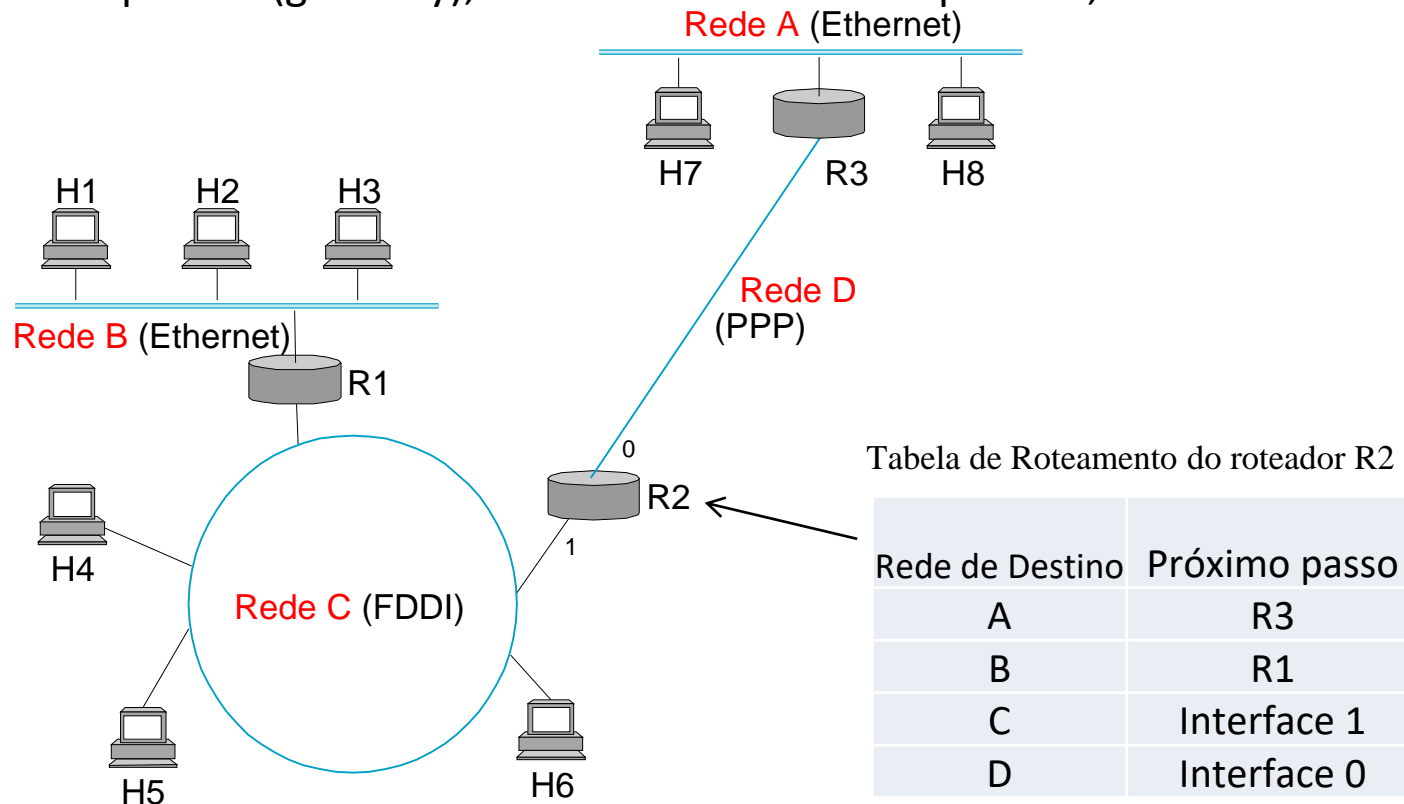 (gateway),
Rede A (Ethernet)
H7
R3
H8
H1
H2
H3
Rede D
(PPP)
Rede B (Ethernet)
R1
0
Tabela de Roteamento do roteador R2
R2
1
H4
Rede C (FDDI)
H5
H6
Rede de Destino Próximo passo
A R3
B R1
C Interface 1
D Interface 0